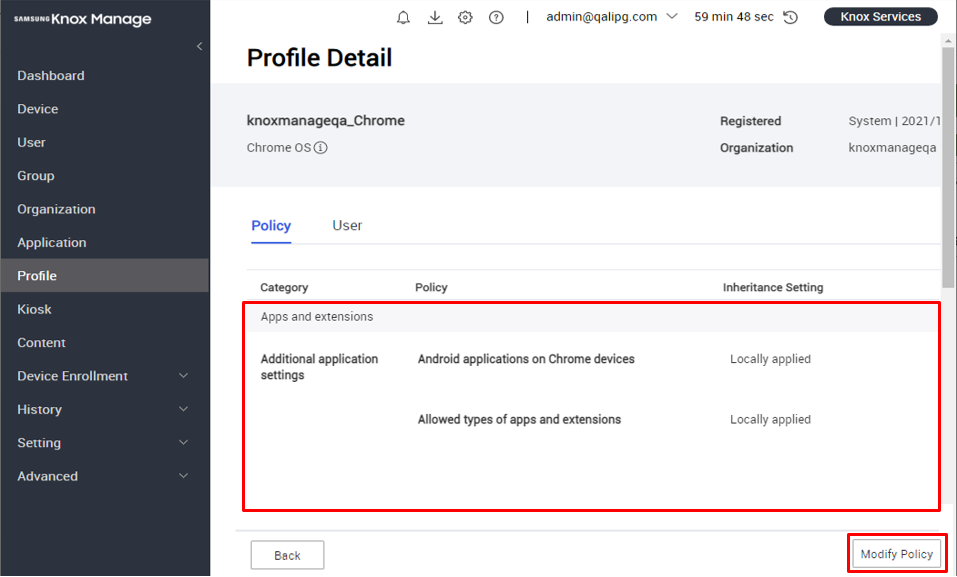 SAMSUNG Knox Manage
admin@qalipg.com
59 min 48 sec
Knox Services
Dashboard
Device
User
Group
Organization
Application
Profile
Kiosk
Content
Device Enrollment
History
Setting
Advanced
Profile Detail
knoxmanageqa_Chrome
Registered
System | 2021/1
Chrome OS
Organization
knoxmanageqa
Policy
User
Category
Policy
Inheritance Setting
Apps and extensions
Additional application
settings
Android applications on Chrome devices
Locally applied
Allowed types of apps and extensions
Locally applied
Back
Modify Policy